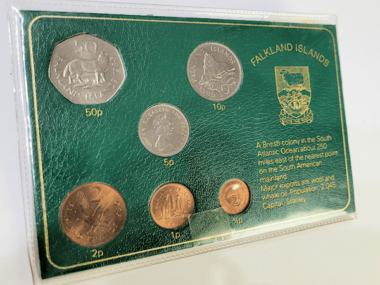 FALKLAND ISLANDS
50p
10p
5p
A British colony in the South
Atlantic Ocean about 250
miles east of the nearest point
on the South American
mainland.
Major exports are wool and
whale oil. Population: 2,045
Capital: Stanley
2p
1p